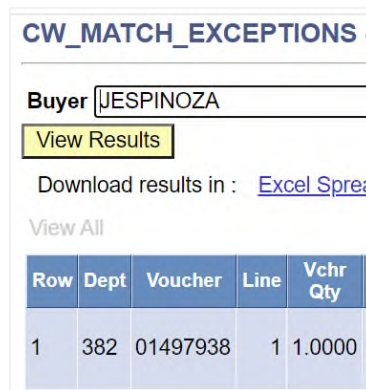 CW_MATCH_EXCEPTIONS
Buyer JESPINOZA
View Results
Download results in : Excel
View All
Row Dept Voucher Line Vchr Qty
1 382 01497938 1 1.0000